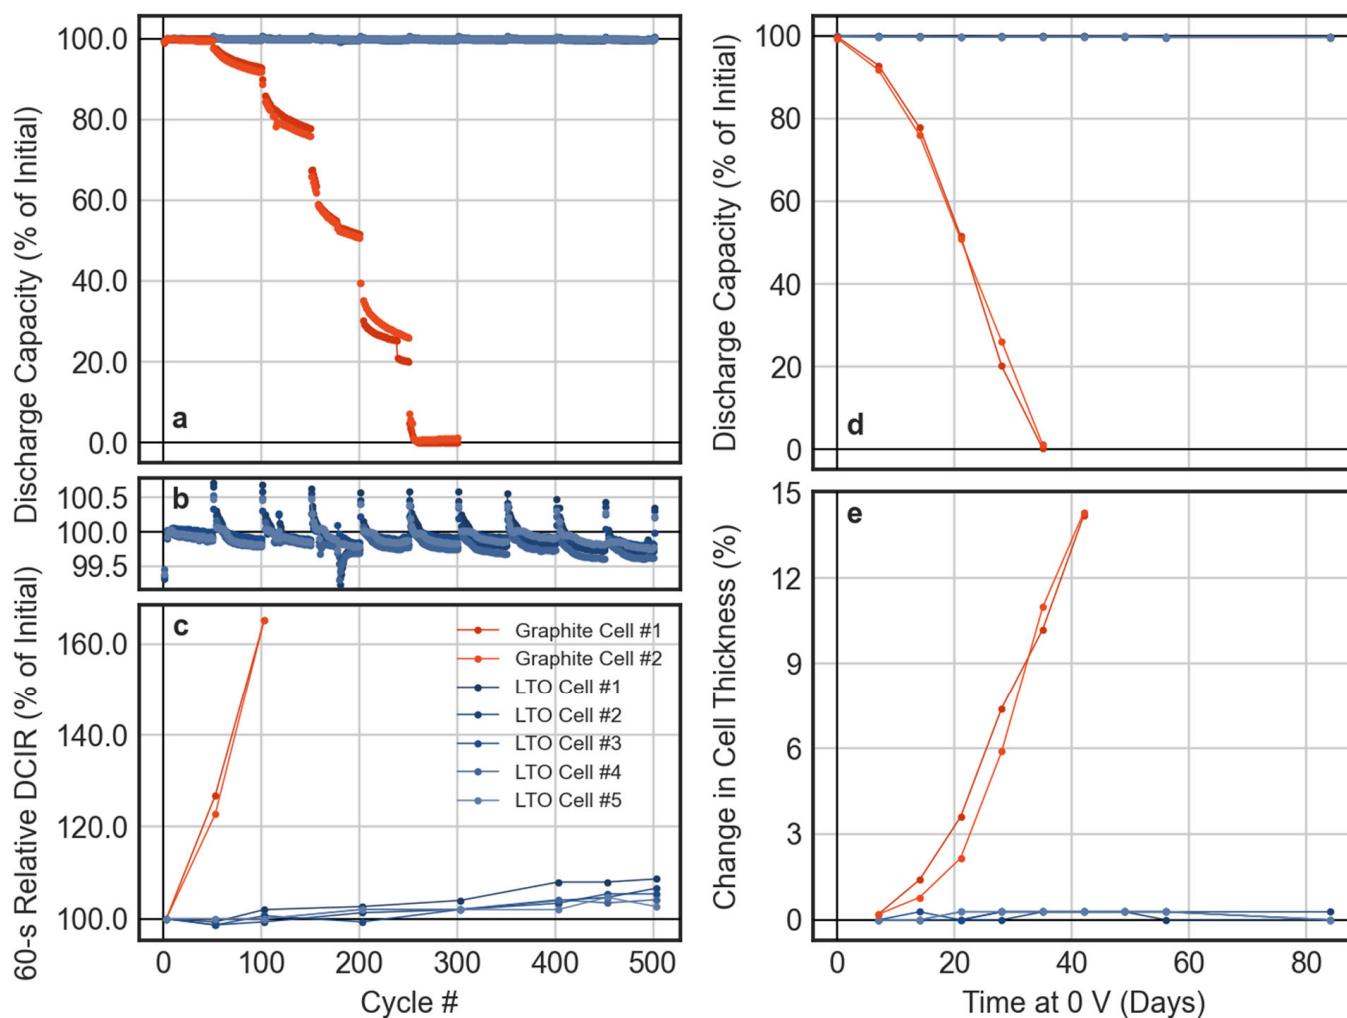 Discharge Capacity (% of Initial)
100.0
80.0
60.0
40.0
20.0
0.0
a
b
100.5
100.0
99.5
60-s Relative DCIR (% of Initial)
c
160.0
140.0
120.0
100.0
Graphite Cell #1
Graphite Cell #2
LTO Cell #1
LTO Cell #2
LTO Cell #3
LTO Cell #4
LTO Cell #5
0
100
200
300
400
500
Cycle #
Discharge Capacity (% of Initial)
100
80
60
40
20
0
d
Change in Cell Thickness (%)
15
12
9
6
3
0
e
0
20
40
60
80
Time at 0 V (Days)